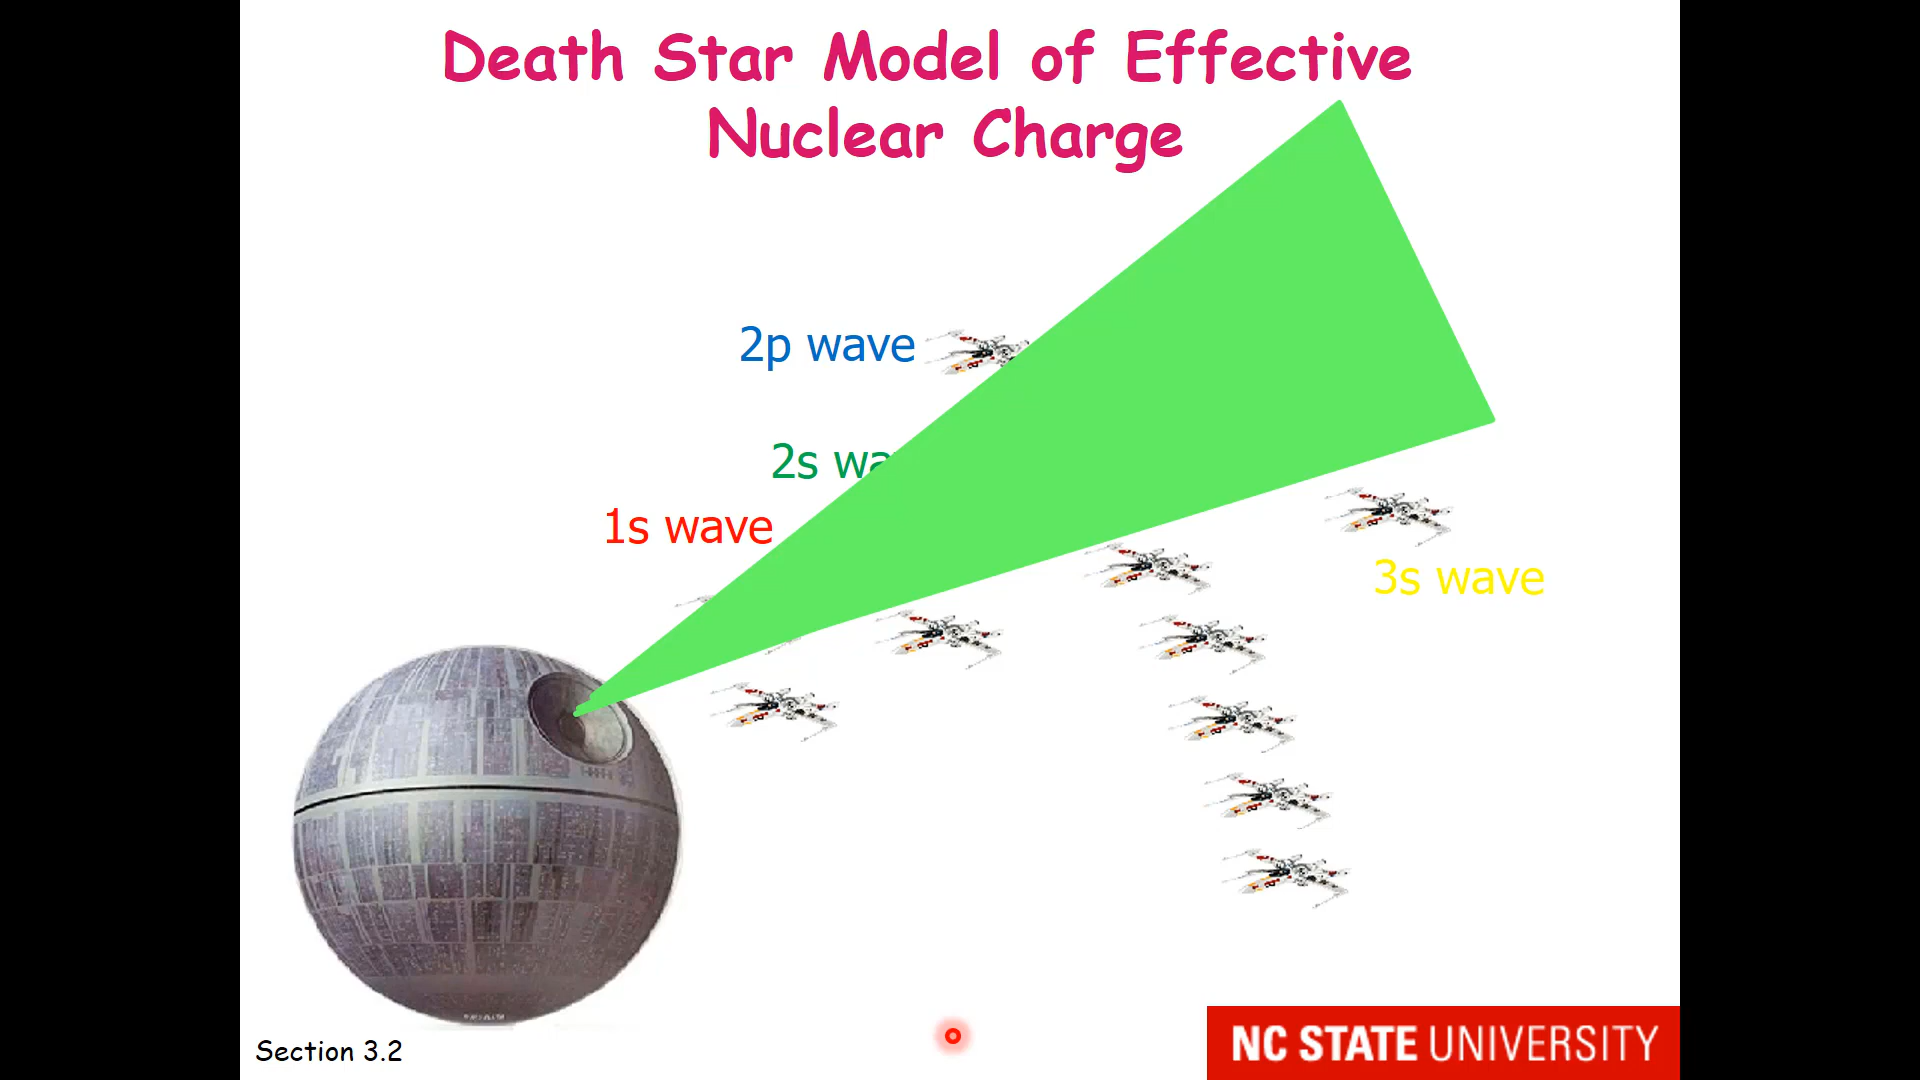 Death Star Model of Effective
Nuclear Charge
2p wave
2s
1s wave
3s wave
Section 3.2
NC STATE UNIVERSITY